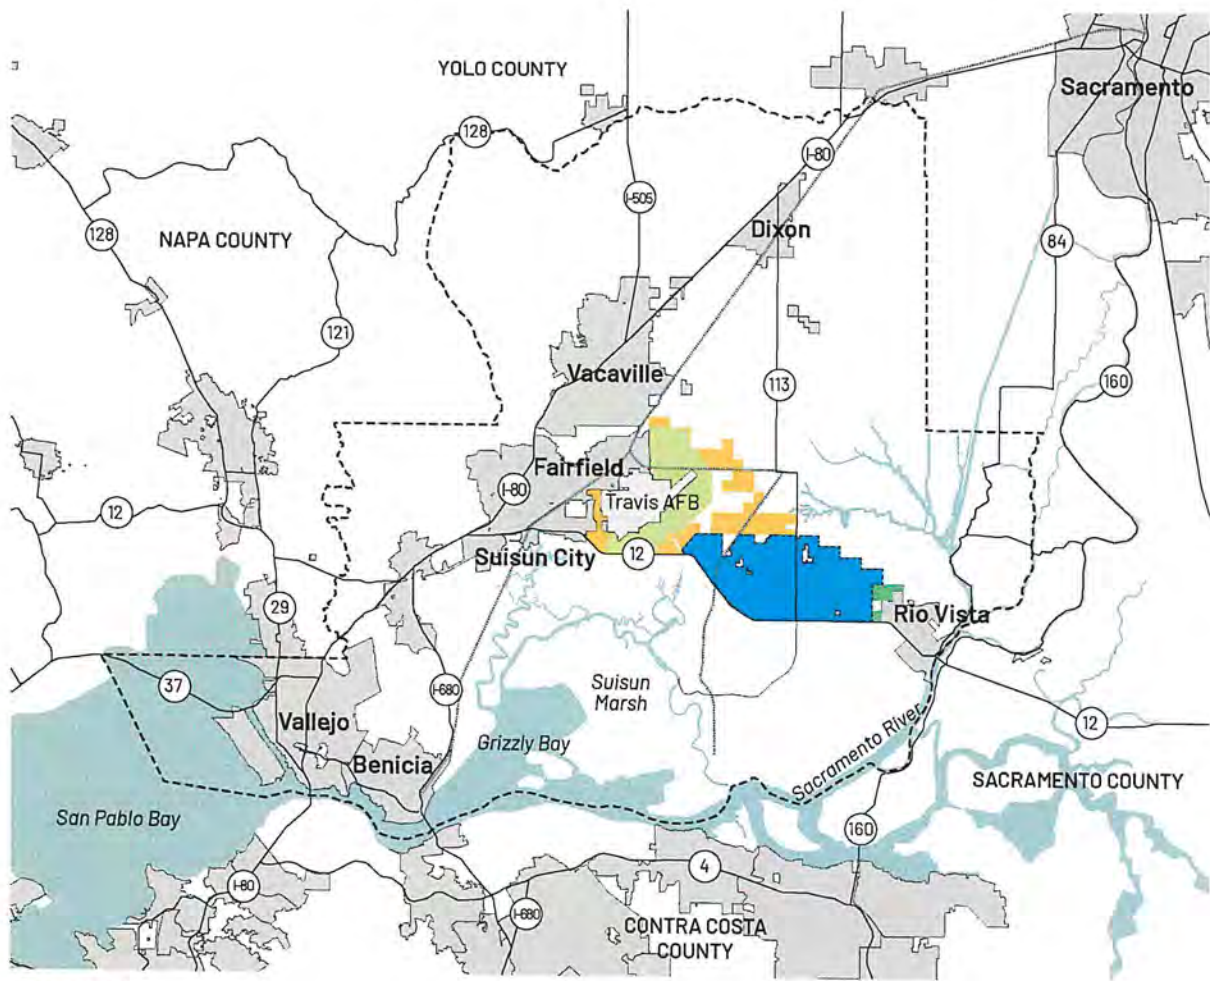 YOLO COUNTY
Sacramento
128
I-80
I-505
Dixon
128
NAPA COUNTY
84
121
Vacaville
113
160
Fairfield
I-80
Travis AFB
12
Suisun City
12
29
Rio Vista
37
I-680
Suisun
Marsh
Vallejo
12
Grizzly Bay
Benicia
Sacramento River
SACRAMENTO COUNTY
San Pablo Bay
160
4
I-80
I-680
CONTRA COSTA
COUNTY